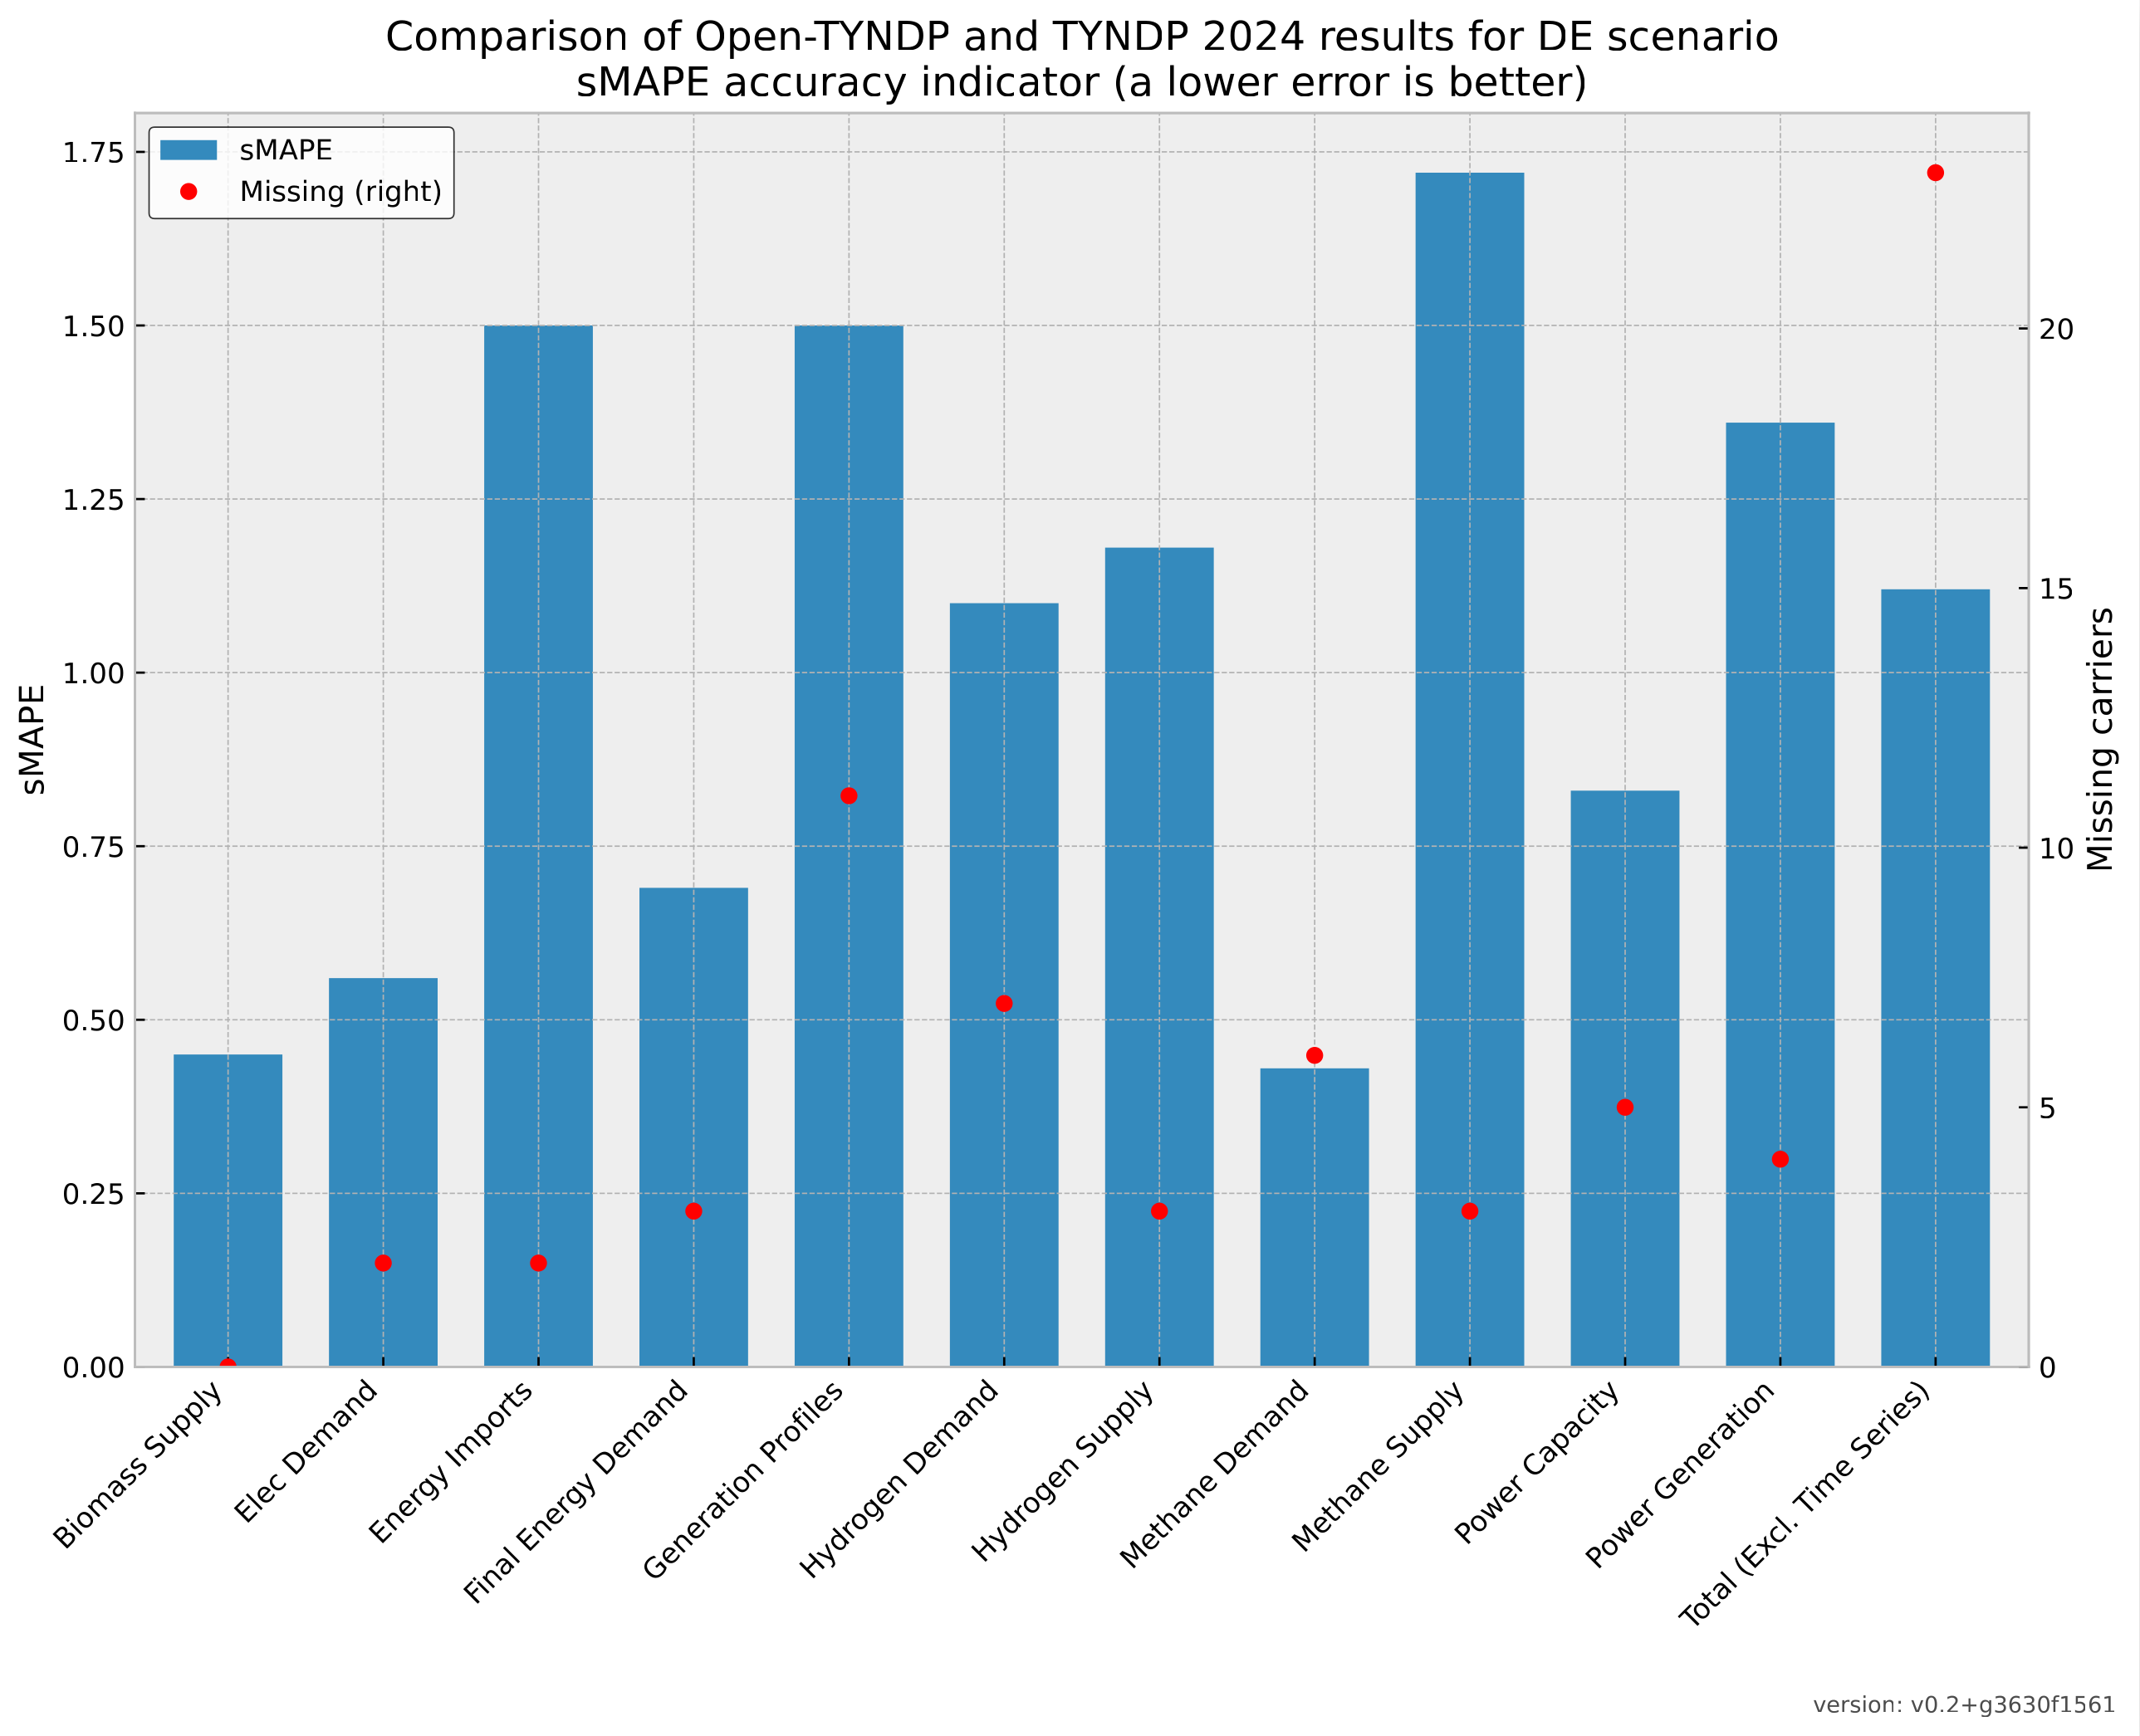 Comparison of Open-TYNDP and TYNDP 2024 results for DE scenario
sMAPE accuracy indicator (a lower error is better)
sMAPE
Missing (right)
sMAPE
1.75
1.50
1.25
1.00
0.75
0.50
0.25
0.00
20
15
10
5
0
Missing carriers
Biomass Supply
Elec Demand
Energy Imports
Final Energy Demand
Generation Profiles
Hydrogen Demand
Hydrogen Supply
Methane Demand
Methane Supply
Power Capacity
Power Generation
Total (Excl. Time Series)
version: v0.2+g3630f1561